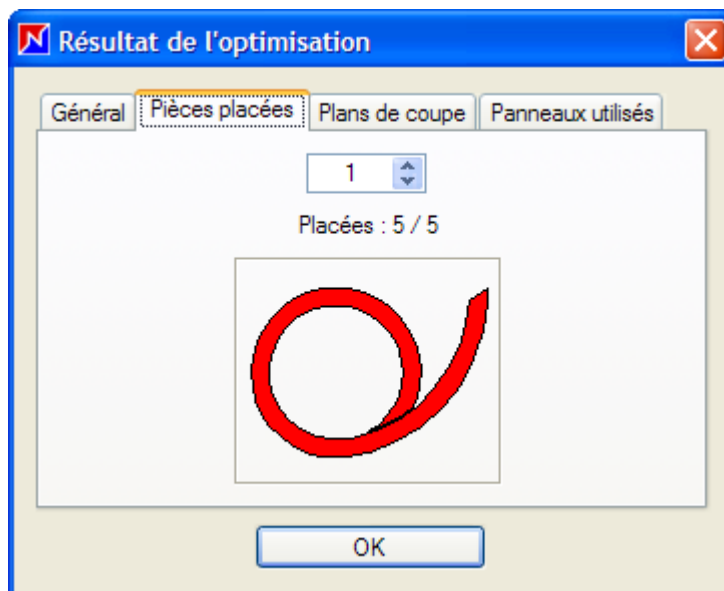 Résultat de l'optimisation
Général Pièces placées Plans de coupe Panneaux utilisés
1
Placées : 5 / 5
OK